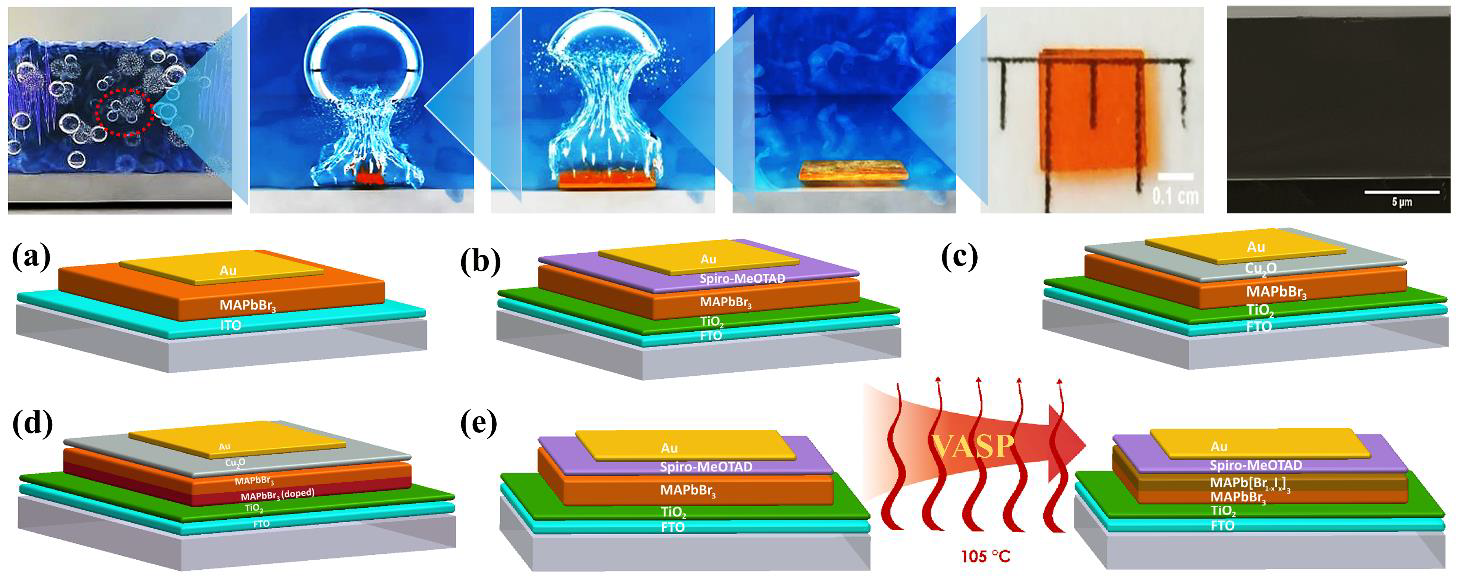 0.1 cm
5 µm
(a)
Au
MAPbBr₃
ITO
(b)
Au
Spiro-MeOTAD
MAPbBr₃
TiO₂
FTO
(c)
Au
Cu₂O
MAPbBr₃
TiO₂
FTO
(d)
Au
Cu₂O
MAPbBr₃
MAPbBr₃ (doped)
TiO₂
FTO
(e)
Au
Spiro-MeOTAD
MAPbBr₃
TiO₂
FTO
VASP
105 °C
Au
Spiro-MeOTAD
MAPb[Br₁₋ₓIₓ]₃
MAPbBr₃
TiO₂
FTO